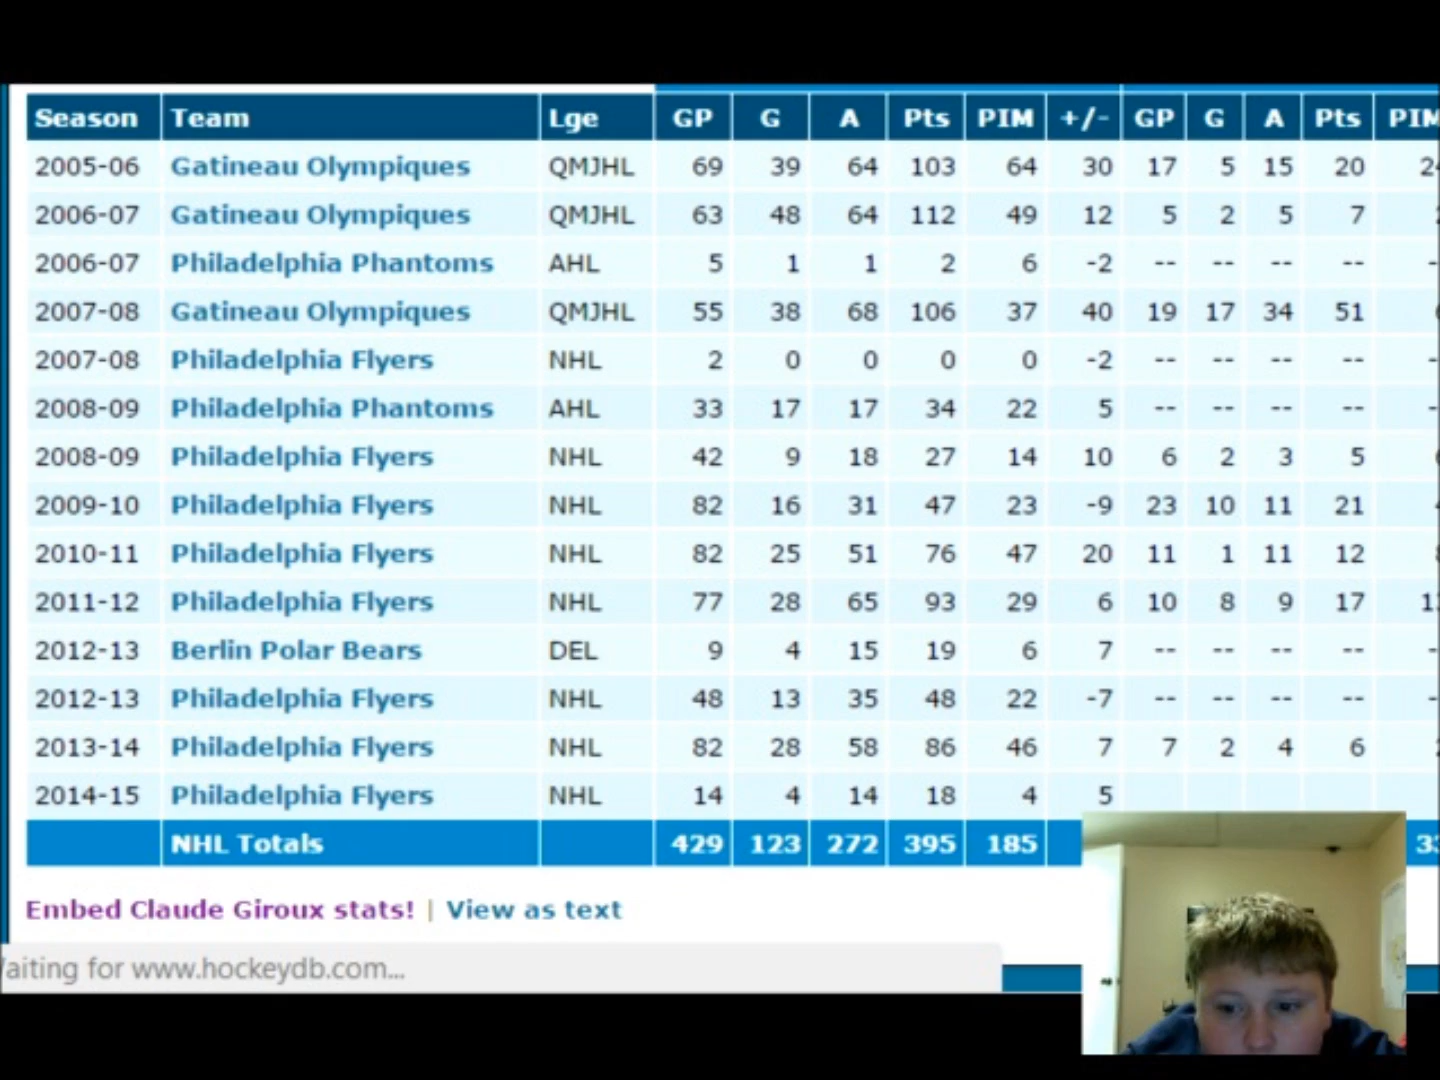 Season Team Lge GP G A Pts PIM +/- GP G A Pts PIM
2005-06 Gatineau Olympiques QMJHL 69 39 64 103 64 30 17 5 15 20
2006-07 Gatineau Olympiques QMJHL 63 48 64 112 49 12 5 2 5 7
2006-07 Philadelphia Phantoms AHL 5 1 1 2 6 -2 -- -- -- --
2007-08 Gatineau Olympiques QMJHL 55 38 68 106 37 40 19 17 34 51
2007-08 Philadelphia Flyers NHL 2 0 0 0 0 -2 -- -- -- --
2008-09 Philadelphia Phantoms AHL 33 17 17 34 22 5 -- -- -- --
2008-09 Philadelphia Flyers NHL 42 9 18 27 14 10 6 2 3 5
2009-10 Philadelphia Flyers NHL 82 16 31 47 23 -9 23 10 11 21
2010-11 Philadelphia Flyers NHL 82 25 51 76 47 20 11 1 11 12
2011-12 Philadelphia Flyers NHL 77 28 65 93 29 6 10 8 9 17
2012-13 Berlin Polar Bears DEL 9 4 15 19 6 7 -- -- -- --
2012-13 Philadelphia Flyers NHL 48 13 35 48 22 -7 -- -- -- --
2013-14 Philadelphia Flyers NHL 82 28 58 86 46 7 7 2 4 6
2014-15 Philadelphia Flyers NHL 14 4 14 18 4 5
NHL Totals 429 123 272 395 185
Embed Claude Giroux stats! | View as text
for www.hockeydb.com...